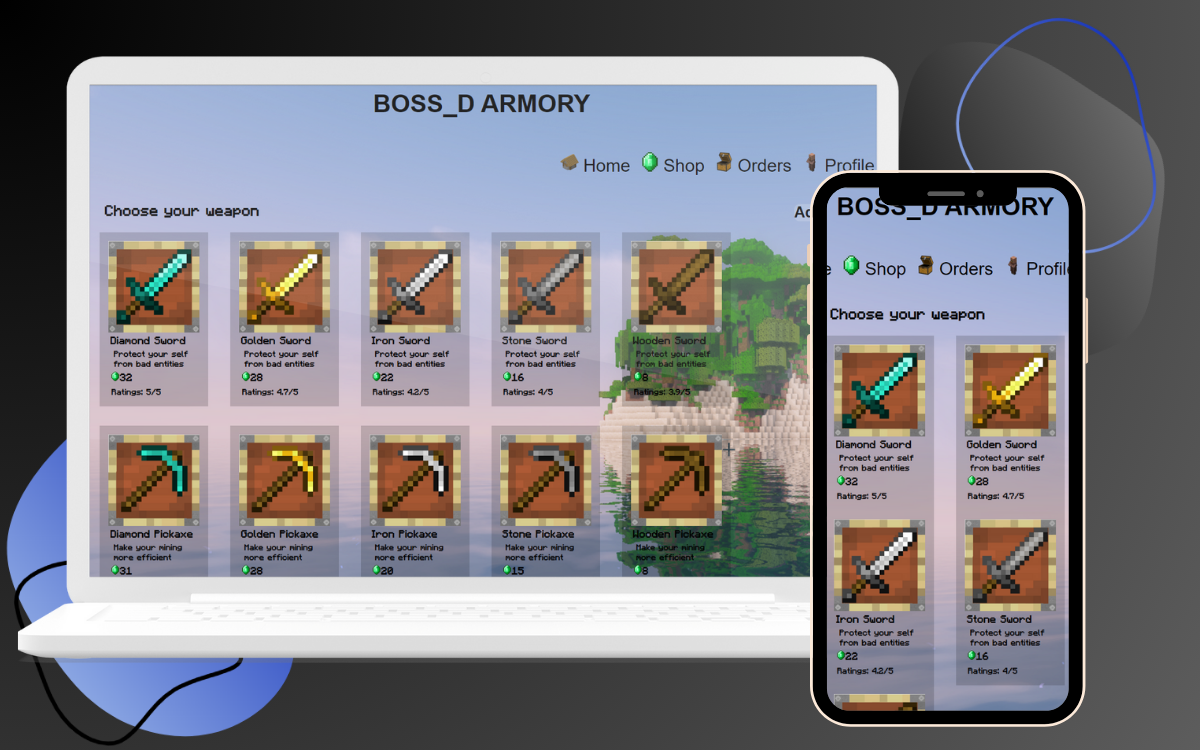 BOSS_D ARMORY
Home Shop Orders Profile
Choose your weapon
Diamond Sword
Protect your self
from bad entities
32
Ratings: 5/5
Golden Sword
Protect your self
from bad entities
28
Ratings: 4.7/5
Iron Sword
Protect your self
from bad entities
22
Ratings: 4.2/5
Stone Sword
Protect your self
from bad entities
16
Ratings: 4/5
Wooden Sword
Protect your self
from bad entities
8
Ratings: 3.9/5
Diamond Pickaxe
Make your mining
more efficient
31
Golden Pickaxe
Make your mining
more efficient
28
Iron Pickaxe
Make your mining
more efficient
20
Stone Pickaxe
Make your mining
more efficient
15
Wooden Pickaxe
Make your mining
more efficient
8
BOSS_D ARMORY
Shop Orders
Choose your weapon
Diamond Sword
Protect your self
from bad entities
32
Ratings: 5/5
Golden Sword
Protect your self
from bad entities
28
Ratings: 4.7/5
Iron Sword
Protect your self
from bad entities
22
Ratings: 4.2/5
Stone Sword
Protect your self
from bad entities
16
Ratings: 4/5